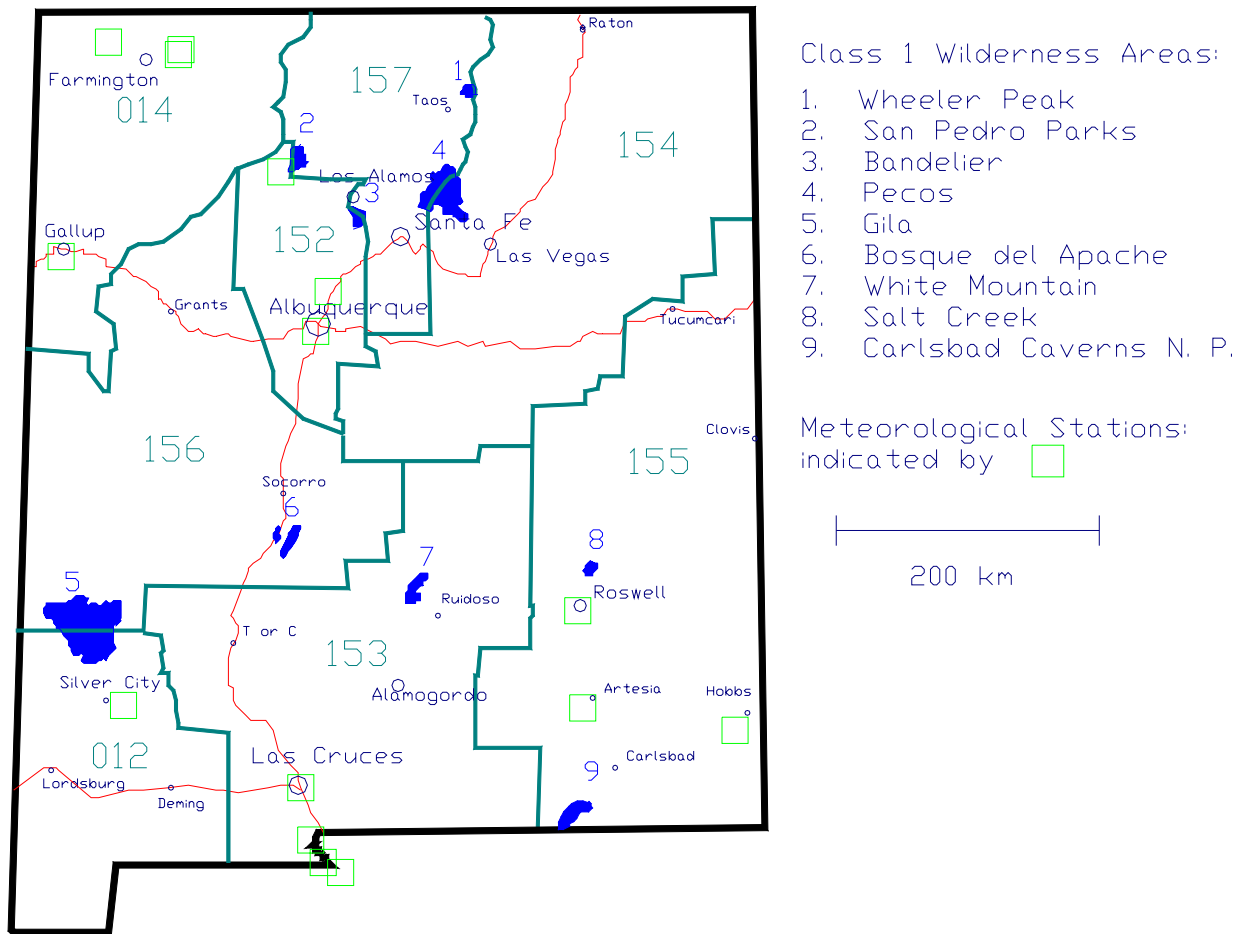 Raton
Class 1 Wilderness Areas:
157
1
Farmington
Taos
1. Wheeler Peak
014
2
2. San Pedro Parks
154
4
3. Bandelier
Los Alamos
3
4. Pecos
Santa Fe
5. Gila
Gallup
152
Las Vegas
6. Bosque del Apache
7. White Mountain
Grants
Albuquerque
Tucumcari
8. Salt Creek
9. Carlsbad Caverns N. P.
Clovis
Meteorological Stations:
indicated by
156
155
Socorro
6
8
7
200 km
5
Ruidoso
Roswell
T or C
153
Silver City
Alamogordo
Artesia
Hobbs
012
Las Cruces
9
Carlsbad
Lordsburg
Deming